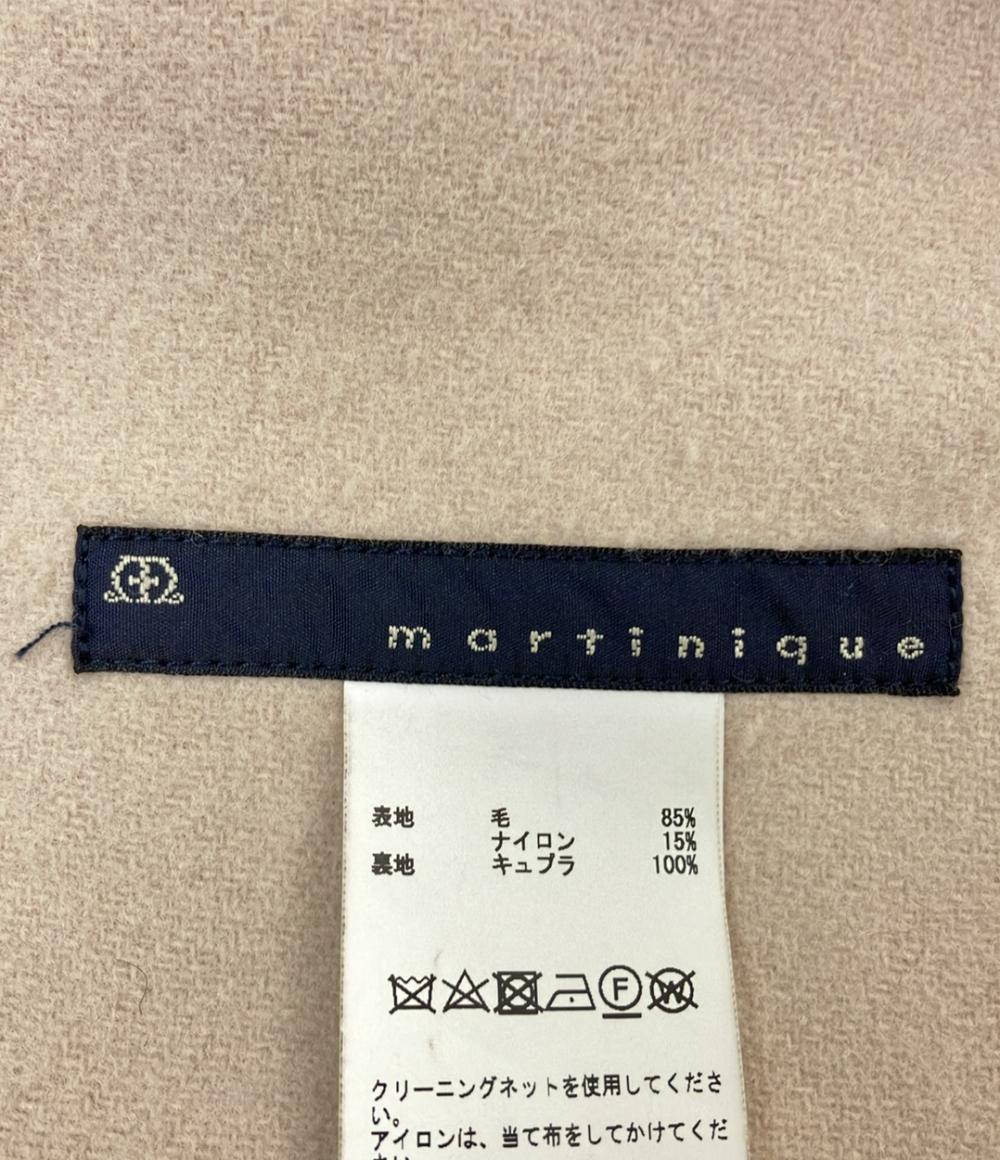 martinique
表地 毛 85%
ナイロン 15%
裏地 キュプラ 100%
F W
クリーニングネットを使用してくださ
い。
アイロンは、当て布をしてかけてくだ